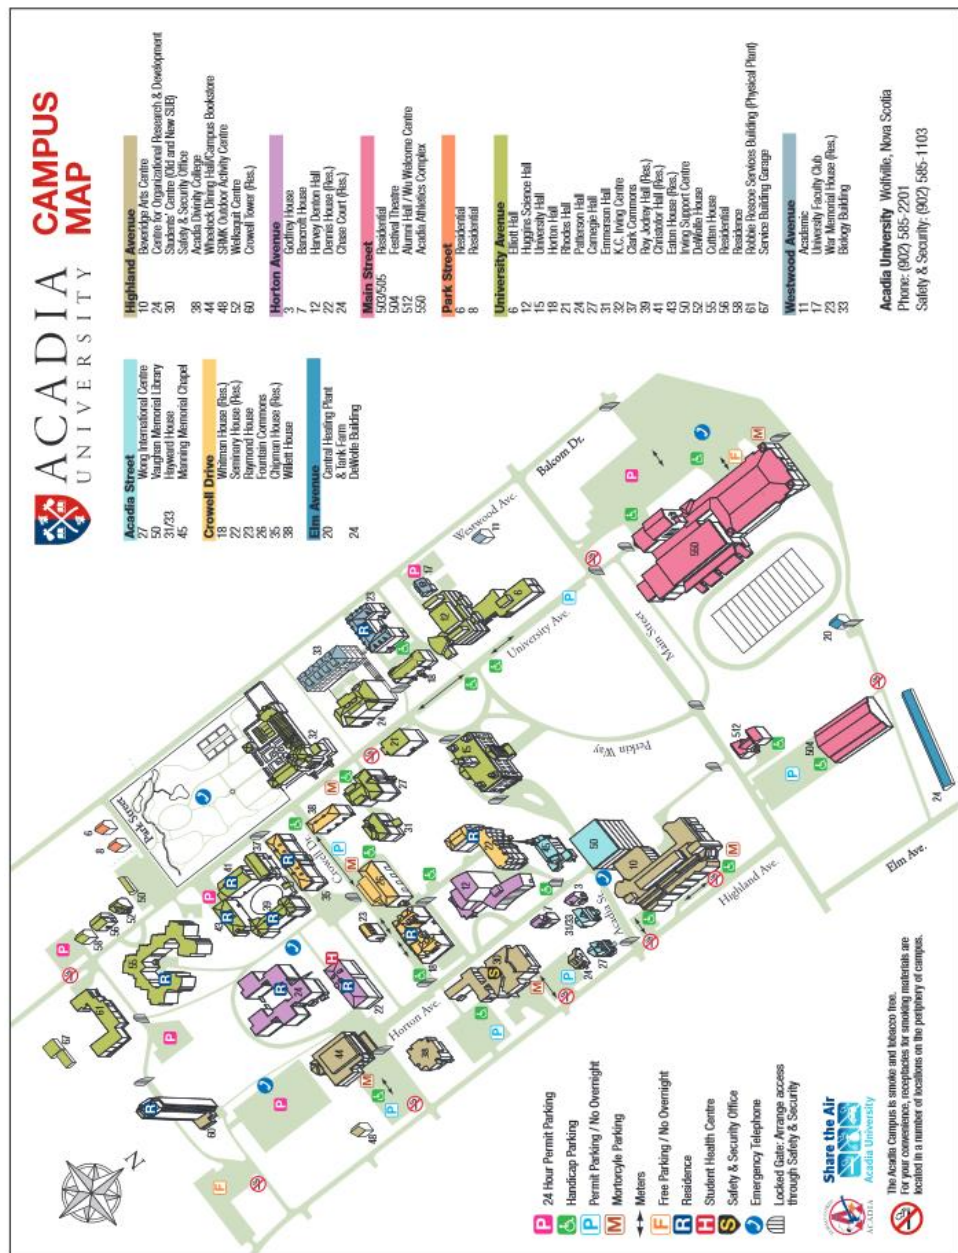 ACADIA
UNIVERSITY
CAMPUS
MAP
Acadia Street
27 Wong International Centre
50 Vaughan Memorial Library
31/33 Hayward House
45 Manning Memorial Chapel
Crowell Drive
18 Whitman House (Res.)
22 Seminary House (Res.)
23 Raymond House
26 Fountain Commons
35 Chipman House (Res.)
38 Willett House
Elm Avenue
20 Central Heating Plant
& Tank Farm
24 DeWolfe Building
Highland Avenue
10 Beveridge Arts Centre
24 Centre for Organizational Research & Development
30 Students' Centre (Old and New SUB)
Safety & Security Office
38 Acadia Divinity College
44 Wheelock Dining Hall/Campus Bookstore
48 SRMK Outdoor Activity Centre
52 Welkaqnik Centre
60 Crowell Tower (Res.)
Horton Avenue
3 Godfrey House
7 Bancroft House
12 Harvey Denton Hall
22 Dennis House (Res.)
24 Chase Court (Res.)
Main Street
503/505 Residential
504 Festival Theatre
512 Alumni Hall / Wu Welcome Centre
550 Acadia Athletics Complex
Park Street
6 Residential
8 Residential
University Avenue
6 Elliott Hall
12 Huggins Science Hall
15 University Hall
18 Horton Hall
21 Rhodes Hall
24 Patterson Hall
27 Carnegie Hall
31 Emmerson Hall
32 K.C. Irving Centre
37 Clark Commons
39 Roy Jodrey Hall (Res.)
41 Christofor Hall (Res.)
43 Eaton House (Res.)
50 Irving Support Centre
52 DeWolfe House
55 Cutten House
56 Residential
58 Residence
61 Robbie Roscoe Services Building (Physical Plant)
67 Service Building Garage
Westwood Avenue
11 Academic
17 University Faculty Club
23 War Memorial House (Res.)
33 Biology Building
Acadia University Wolfville, Nova Scotia
Phone: (902) 585-2201
Safety & Security: (902) 585-1103
Park Street
Westwood Ave.
Balcom Dr.
University Ave.
Main Street
Perkin Way
Crowell Dr.
Acadia St.
Highland Ave.
Horton Ave.
Elm Ave.
N
P 24 Hour Permit Parking
Handicap Parking
P Permit Parking / No Overnight
M Mortorcyle Parking
Meters
F Free Parking / No Overnight
R Residence
H Student Health Centre
S Safety & Security Office
Emergency Telephone
Locked Gate: Arrange access
through Safety & Security
ACADIA
Share the Air
Acadia University
The Acadia Campus is smoke and tobacco free.
For your convenience, receptacles for smoking materials are
located in a number of locations on the periphery of campus.